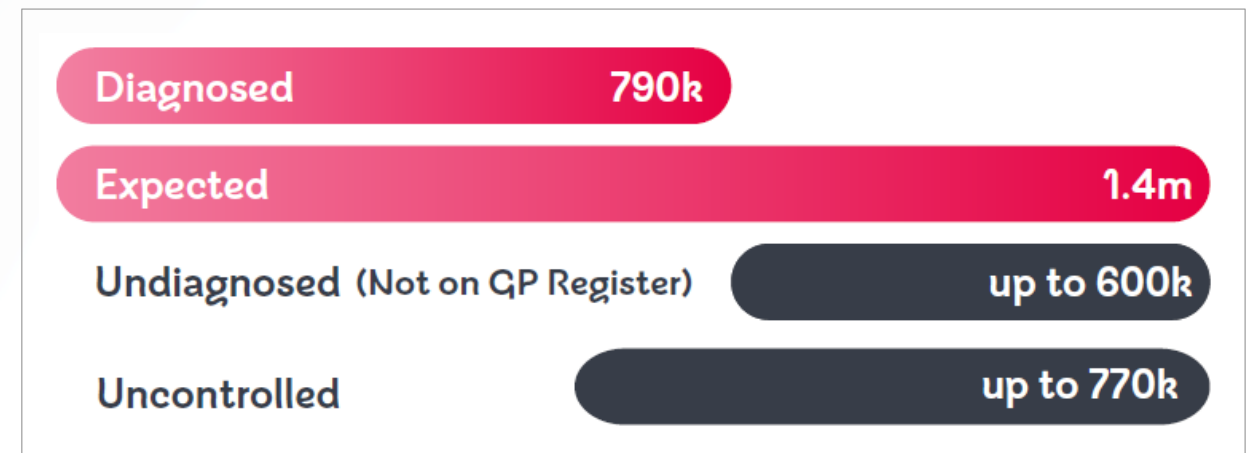 Diagnosed 790k
Expected 1.4m
Undiagnosed (Not on GP Register) up to 600k
Uncontrolled up to 770k